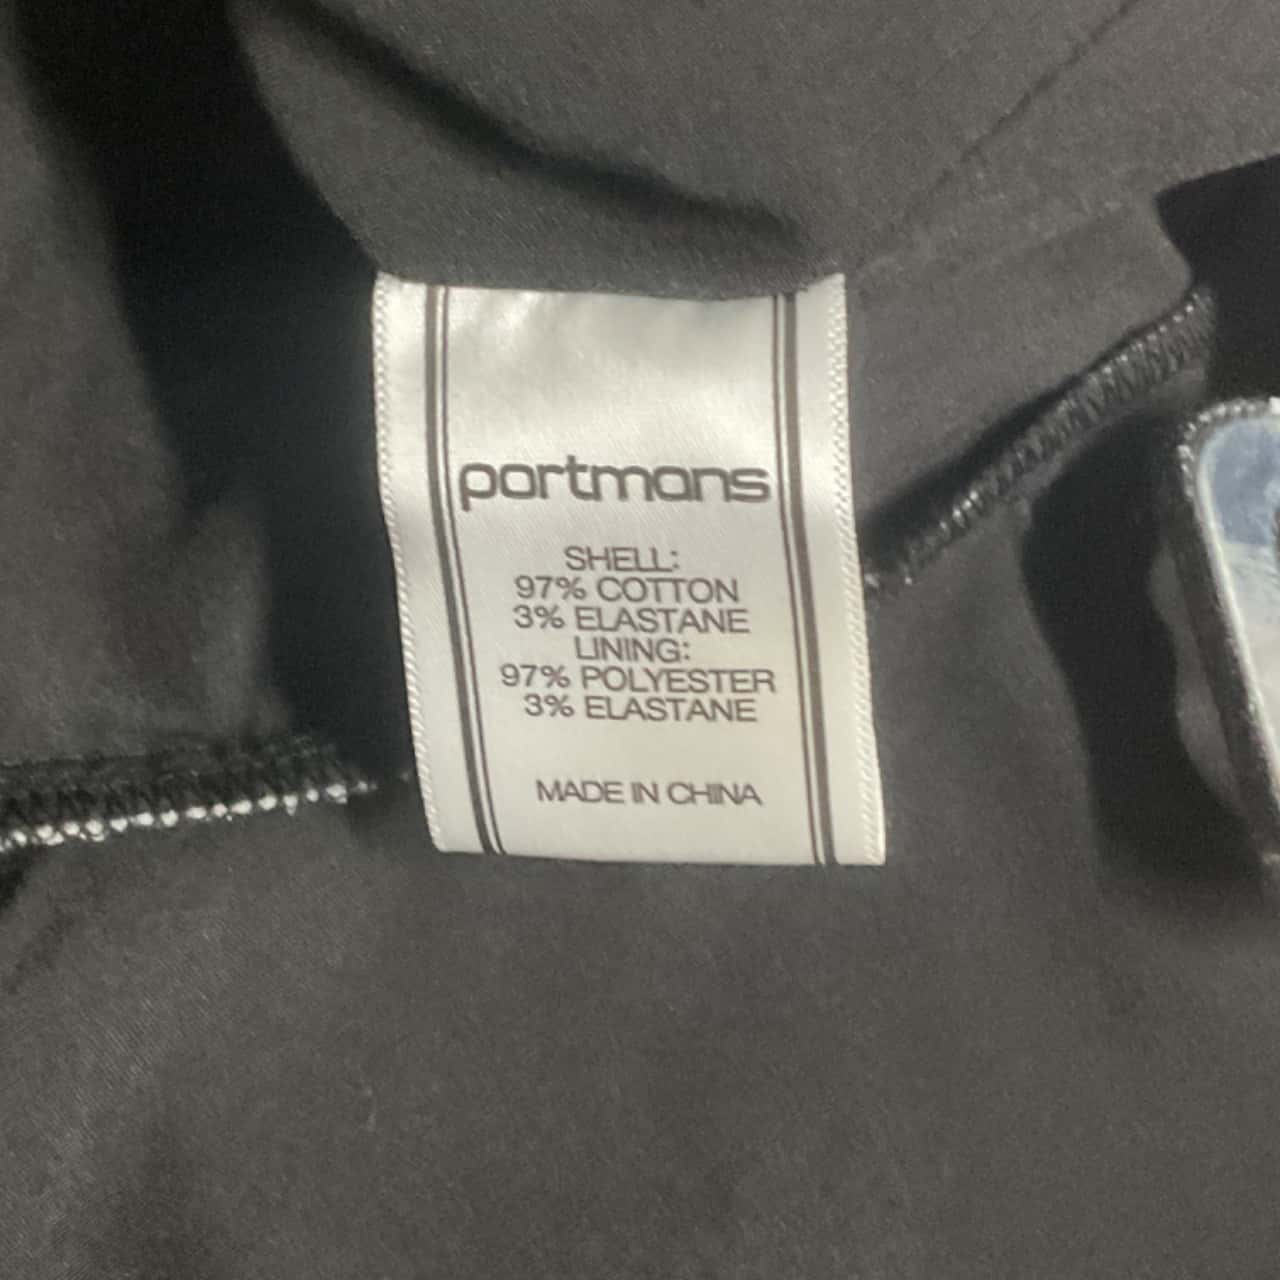 portmans
SHELL:
97% COTTON
3% ELASTANE
LINING:
97% POLYESTER
3% ELASTANE
MADE IN CHINA